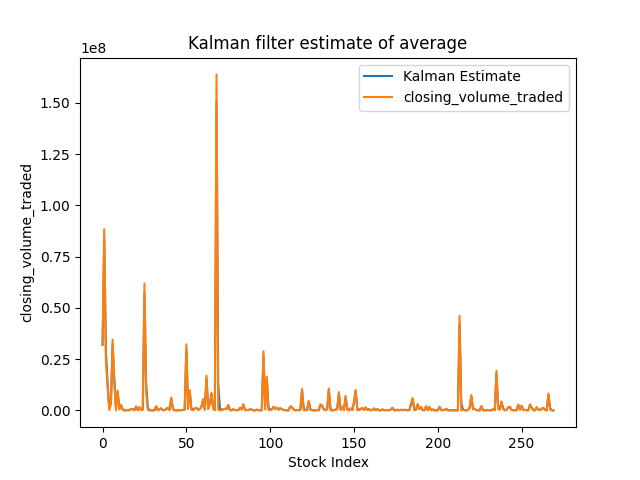 Kalman filter estimate of average
1e8
Kalman Estimate
closing_volume_traded
1.50
1.25
1.00
0.75
0.50
0.25
0.00
closing_volume_traded
0
50
100
150
200
250
Stock Index